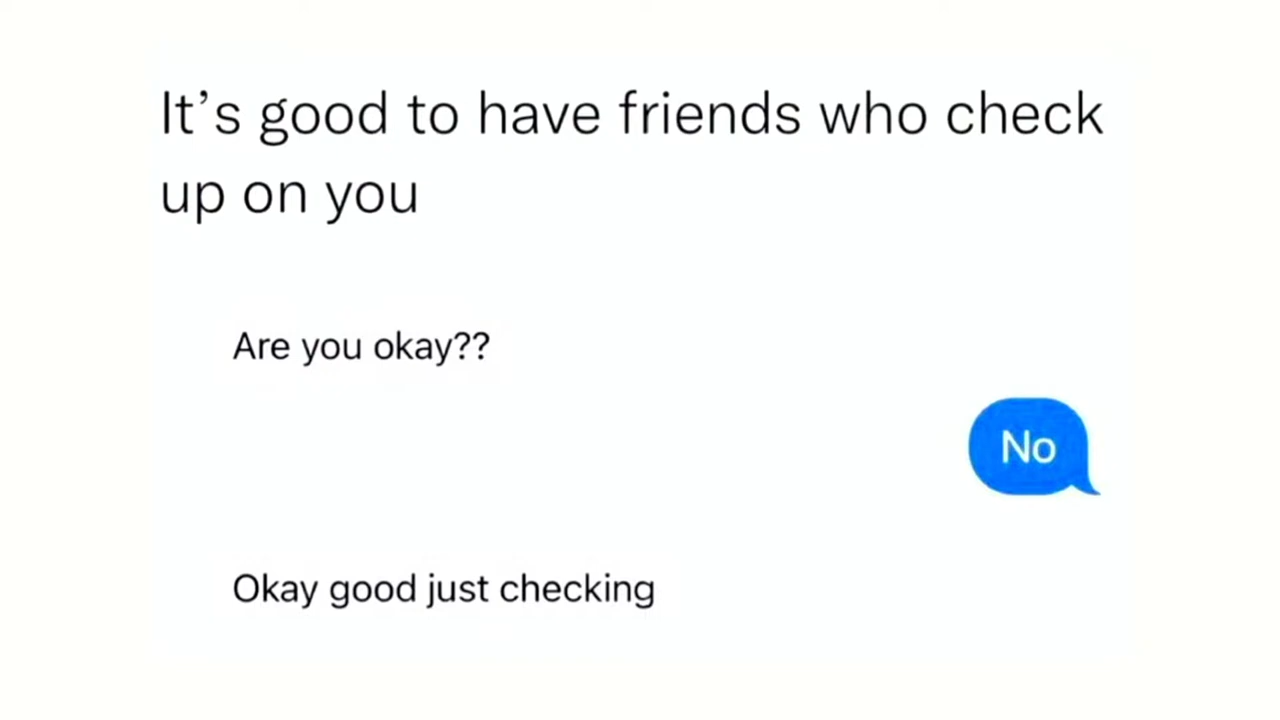 It’s good to have friends who check
up on you
Are you okay??
No
Okay good just checking